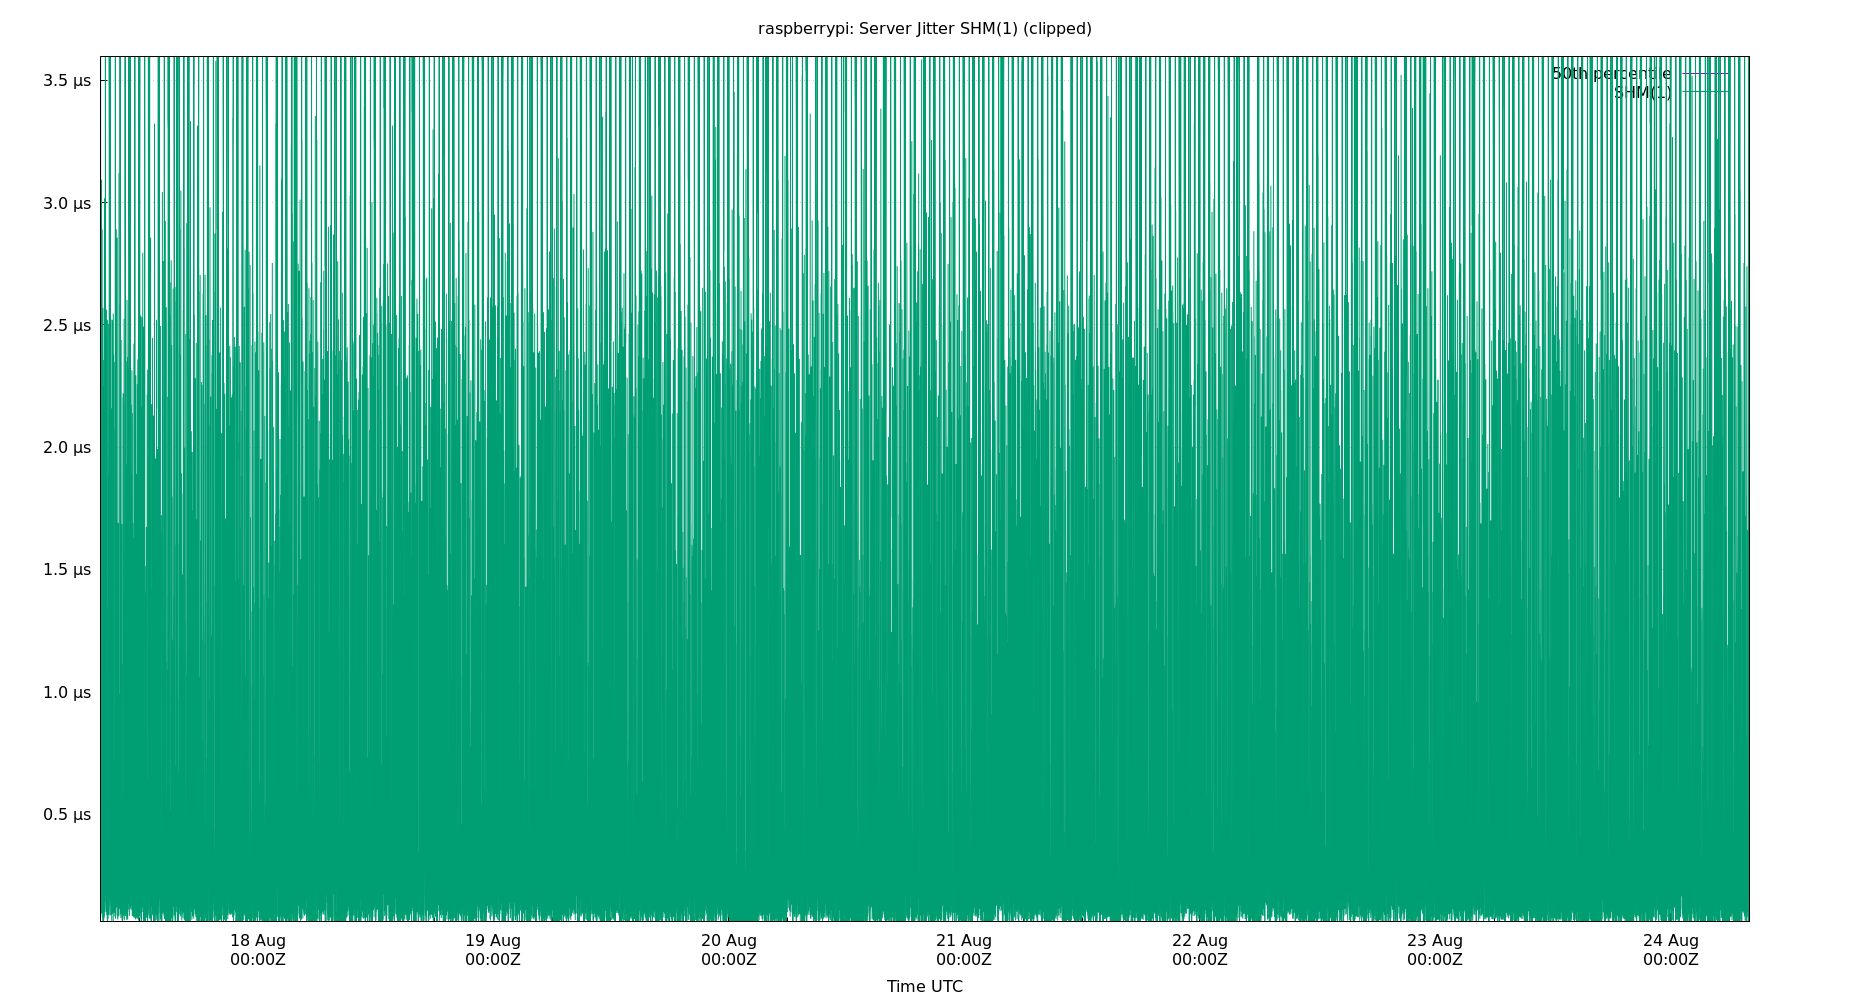 raspberrypi: Server Jitter SHM(1) (clipped)
50th percentile
SHM(1)
3.5 µs
3.0 µs
2.5 µs
2.0 µs
1.5 µs
1.0 µs
0.5 µs
18 Aug 19 Aug 20 Aug 21 Aug 22 Aug 23 Aug 24 Aug
00:00Z 00:00Z 00:00Z 00:00Z 00:00Z 00:00Z 00:00Z
Time UTC